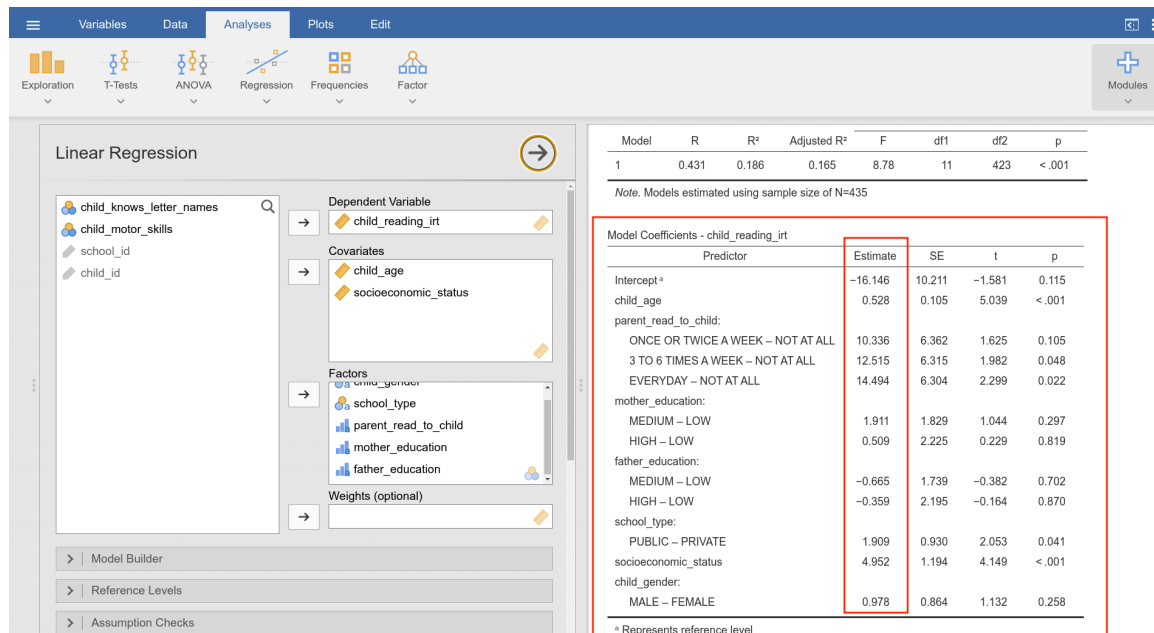 Variables Data Analyses Plots Edit
Exploration T-Tests ANOVA Regression Frequencies Factor Modules
Linear Regression
child_knows_letter_names
child_motor_skills
school_id
child_id
Dependent Variable
child_reading_irt
Covariates
child_age
socioeconomic_status
Factors
child_gender
school_type
parent_read_to_child
mother_education
father_education
Weights (optional)
Model Builder
Reference Levels
Assumption Checks
Model R R² Adjusted R² F df1 df2 p
1 0.431 0.186 0.165 8.78 11 423 <.001
Note. Models estimated using sample size of N=435
Model Coefficients - child_reading_irt
Predictor Estimate SE t p
Intercept ᵃ −16.146 10.211 −1.581 0.115
child_age 0.528 0.105 5.039 <.001
parent_read_to_child:
ONCE OR TWICE A WEEK – NOT AT ALL 10.336 6.362 1.625 0.105
3 TO 6 TIMES A WEEK – NOT AT ALL 12.515 6.315 1.982 0.048
EVERYDAY – NOT AT ALL 14.494 6.304 2.299 0.022
mother_education:
MEDIUM – LOW 1.911 1.829 1.044 0.297
HIGH – LOW 0.509 2.225 0.229 0.819
father_education:
MEDIUM – LOW −0.665 1.739 −0.382 0.702
HIGH – LOW −0.359 2.195 −0.164 0.870
school_type:
PUBLIC – PRIVATE 1.909 0.930 2.053 0.041
socioeconomic_status 4.952 1.194 4.149 <.001
child_gender:
MALE – FEMALE 0.978 0.864 1.132 0.258
ᵃ Represents reference level